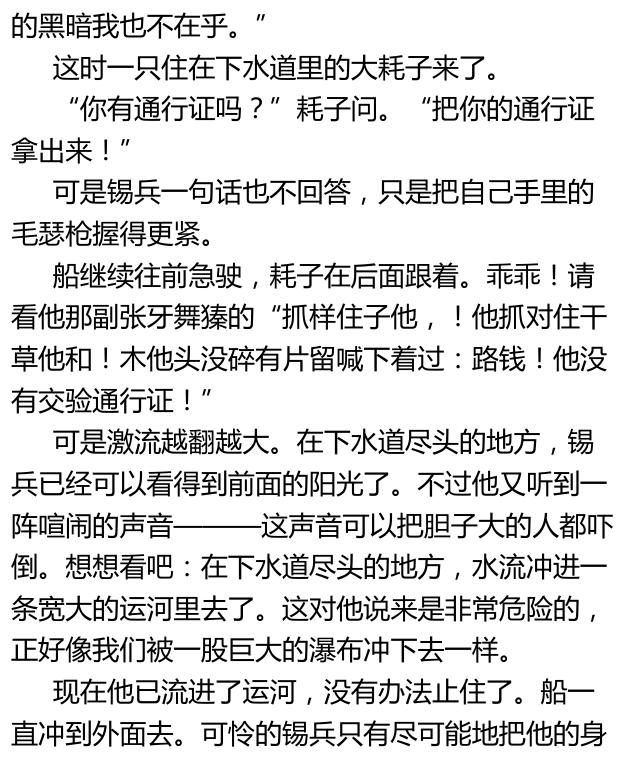 的黑暗我也不在乎。”
这时一只住在下水道里的大耗子来了。
“你有通行证吗？”耗子问。“把你的通行证
拿出来！”
可是锡兵一句话也不回答，只是把自己手里的
毛瑟枪握得更紧。
船继续往前急驶，耗子在后面跟着。乖乖！请
看他那副张牙舞獉的“抓样住子他，！他抓对住干
草他和！木他头没碎有片留喊下着过：路钱！他没
有交验通行证！”
可是激流越翻越大。在下水道尽头的地方，锡
兵已经可以看得到前面的阳光了。不过他又听到一
阵喧闹的声音————这声音可以把胆子大的人都吓
倒。想想看吧：在下水道尽头的地方，水流冲进一
条宽大的运河里去了。这对他说来是非常危险的，
正好像我们被一股巨大的瀑布冲下去一样。
现在他已流进了运河，没有办法止住了。船一
直冲到外面去。可怜的锡兵只有尽可能地把他的身